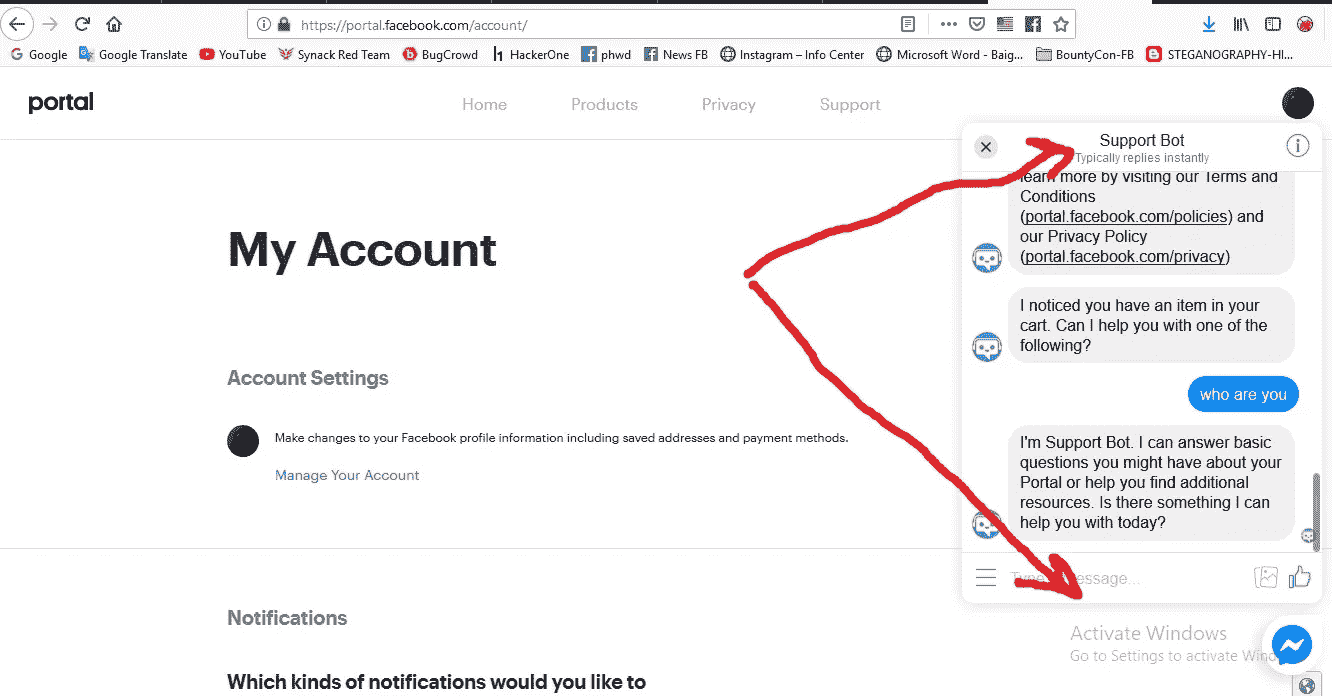 https://portal.facebook.com/account/
Google Google Translate YouTube Synack Red Team BugCrowd HackerOne phwd News FB Instagram – Info Center Microsoft Word - Baig... BountyCon-FB STEGANOGRAPHY-HI...
portal Home Products Privacy Support
Support Bot
Typically replies instantly
learn more by visiting our Terms and
Conditions
(portal.facebook.com/policies) and
our Privacy Policy
(portal.facebook.com/privacy)
I noticed you have an item in your
cart. Can I help you with one of the
following?
who are you
I'm Support Bot. I can answer basic
questions you might have about your
Portal or help you find additional
resources. Is there something I can
help you with today?
Type message...
My Account
Account Settings
Make changes to your Facebook profile information including saved addresses and payment methods.
Manage Your Account
Notifications
Which kinds of notifications would you like to
Activate Windows
Go to Settings to activate